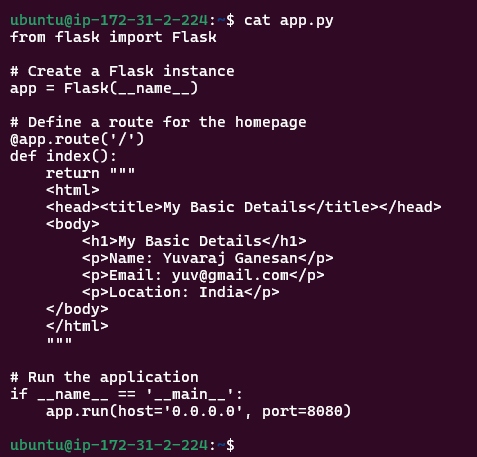 ubuntu@ip-172-31-2-224:~$ cat app.py
from flask import Flask

# Create a Flask instance
app = Flask(__name__)

# Define a route for the homepage
@app.route('/')
def index():
    return """
    <html>
    <head><title>My Basic Details</title></head>
    <body>
        <h1>My Basic Details</h1>
        <p>Name: Yuvaraj Ganesan</p>
        <p>Email: yuv@gmail.com</p>
        <p>Location: India</p>
    </body>
    </html>
    """

# Run the application
if __name__ == '__main__':
    app.run(host='0.0.0.0', port=8080)

ubuntu@ip-172-31-2-224:~$